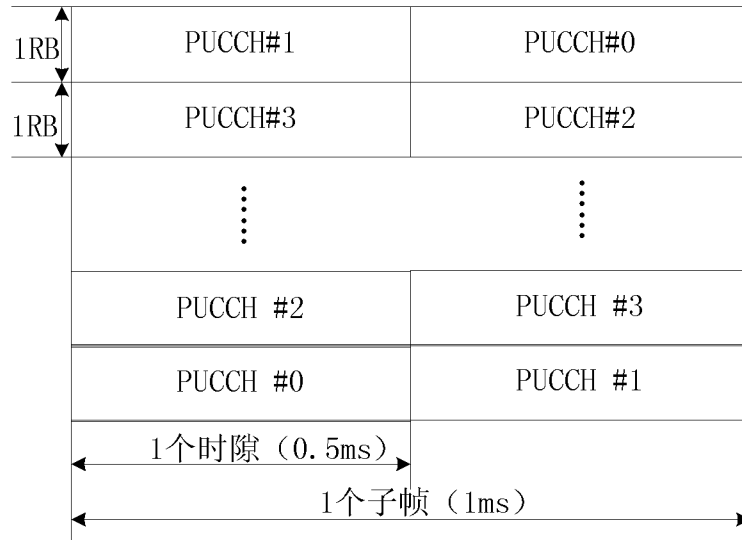 1RB PUCCH#1 PUCCH#0
1RB PUCCH#3 PUCCH#2
PUCCH #2 PUCCH #3
PUCCH #0 PUCCH #1
1个时隙（0.5ms）
1个子帧（1ms）